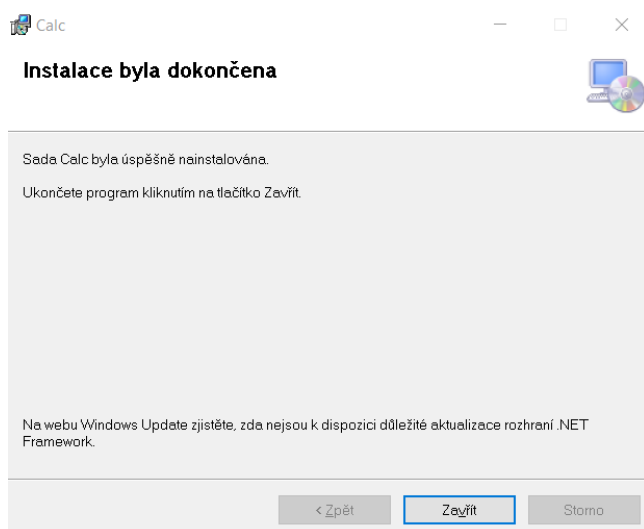 Calc
Instalace byla dokončena
Sada Calc byla úspěšně nainstalována.
Ukončete program kliknutím na tlačítko Zavřít.
Na webu Windows Update zjistěte, zda nejsou k dispozici důležité aktualizace rozhraní .NET
Framework.
< Zpět
Zavřít
Storno